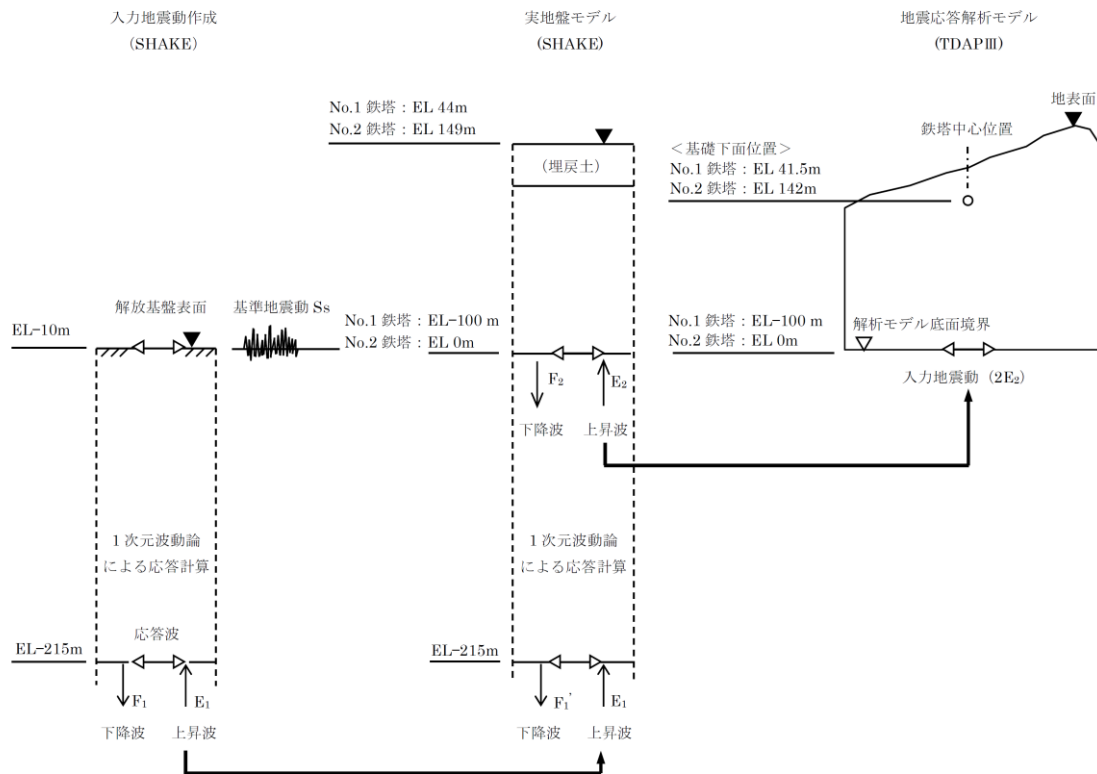 入力地震動作成
(SHAKE)
実地盤モデル
(SHAKE)
地震応答解析モデル
(TDAPⅢ)
No.1 鉄塔：EL 44m
No.2 鉄塔：EL 149m
(埋戻土)
地表面
鉄塔中心位置
＜基礎下面位置＞
No.1 鉄塔：EL 41.5m
No.2 鉄塔：EL 142m
解放基盤表面
基準地震動 Ss
EL-10m
No.1 鉄塔：EL-100 m
No.2 鉄塔：EL 0m
No.1 鉄塔：EL-100 m
No.2 鉄塔：EL 0m
解析モデル底面境界
入力地震動（2E₂）
F₂
E₂
下降波
上昇波
1 次元波動論
による応答計算
1 次元波動論
による応答計算
応答波
EL-215m
EL-215m
F₁
E₁
下降波
上昇波
F₁'
E₁
下降波
上昇波